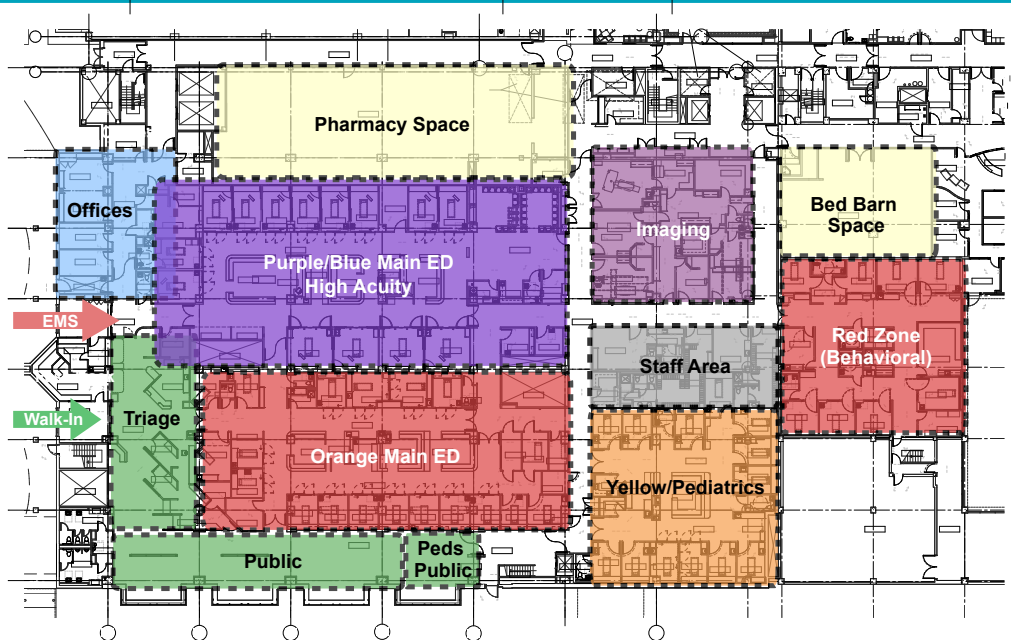 Pharmacy Space
Offices
Purple/Blue Main ED
High Acuity
Imaging
Bed Barn
Space
EMS
Red Zone
(Behavioral)
Staff Area
Walk-In
Triage
Orange Main ED
Yellow/Pediatrics
Public
Peds
Public